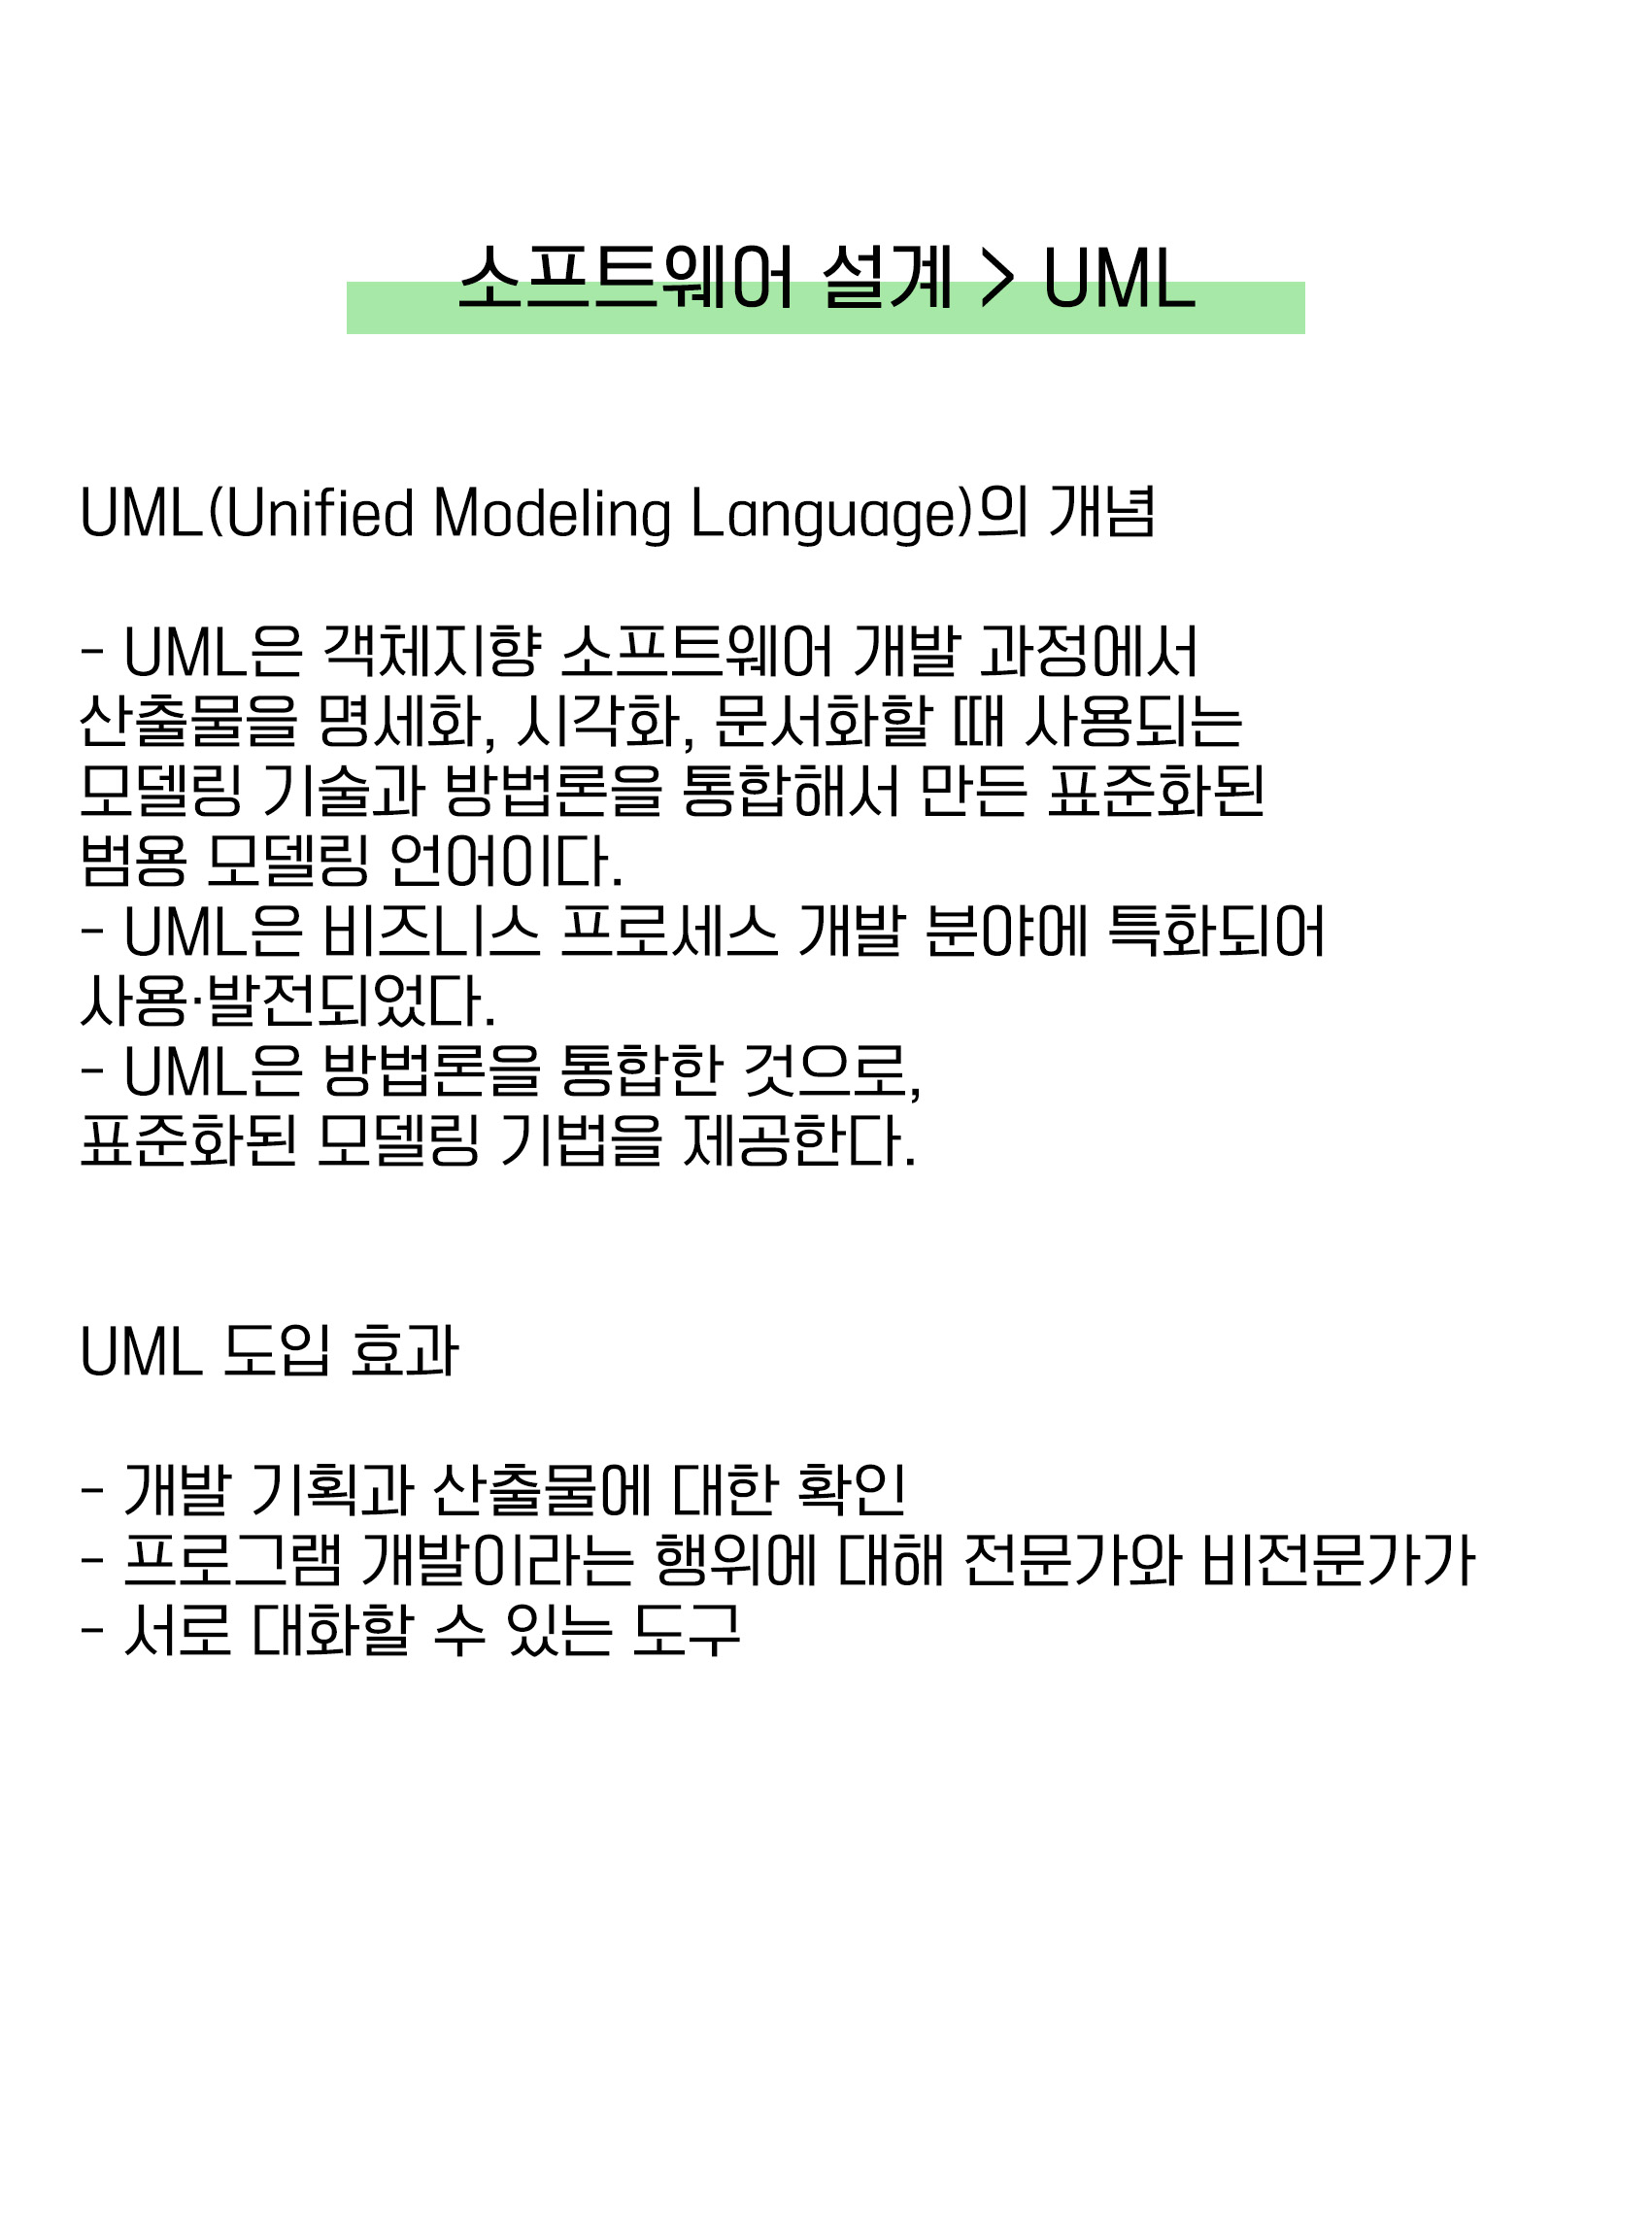 소프트웨어 설계 > UML
UML(Unified Modeling Language)의 개념
- UML은 객체지향 소프트웨어 개발 과정에서
산출물을 명세화, 시각화, 문서화할 때 사용되는
모델링 기술과 방법론을 통합해서 만든 표준화된
범용 모델링 언어이다.
- UML은 비즈니스 프로세스 개발 분야에 특화되어
사용·발전되었다.
- UML은 방법론을 통합한 것으로,
표준화된 모델링 기법을 제공한다.
UML 도입 효과
- 개발 기획과 산출물에 대한 확인
- 프로그램 개발이라는 행위에 대해 전문가와 비전문가가
- 서로 대화할 수 있는 도구